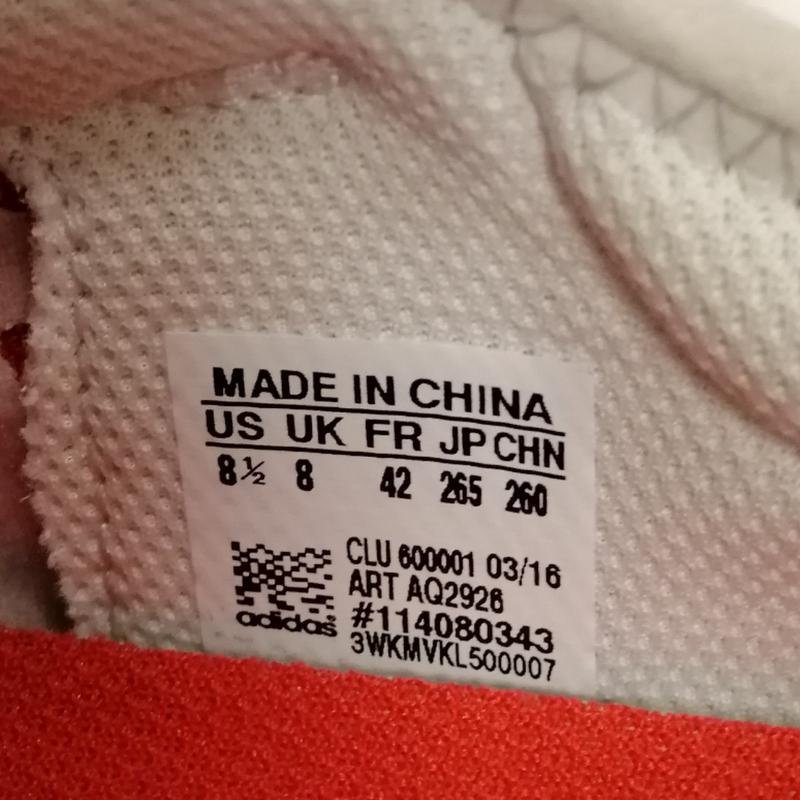 MADE IN CHINA
US UK FR JP CHN
8½ 8 42 265 260
CLU 600001 03/16
ART AQ2926
#114080343
3WKMVKL500007
adidas